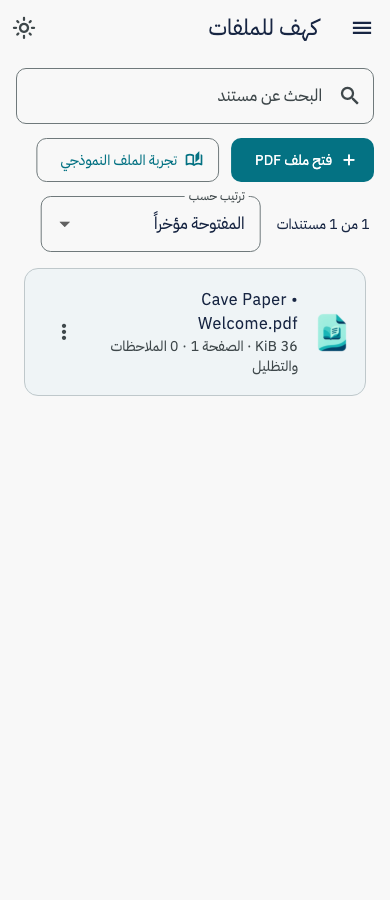 كهف للملفات
البحث عن مستند
فتح ملف PDF
تجربة الملف النموذجي
ترتيب حسب
1 من 1 مستندات
المفتوحة مؤخراً
• Cave Paper
Welcome.pdf
36 KiB · الصفحة 1 · 0 الملاحظات
والتظليل